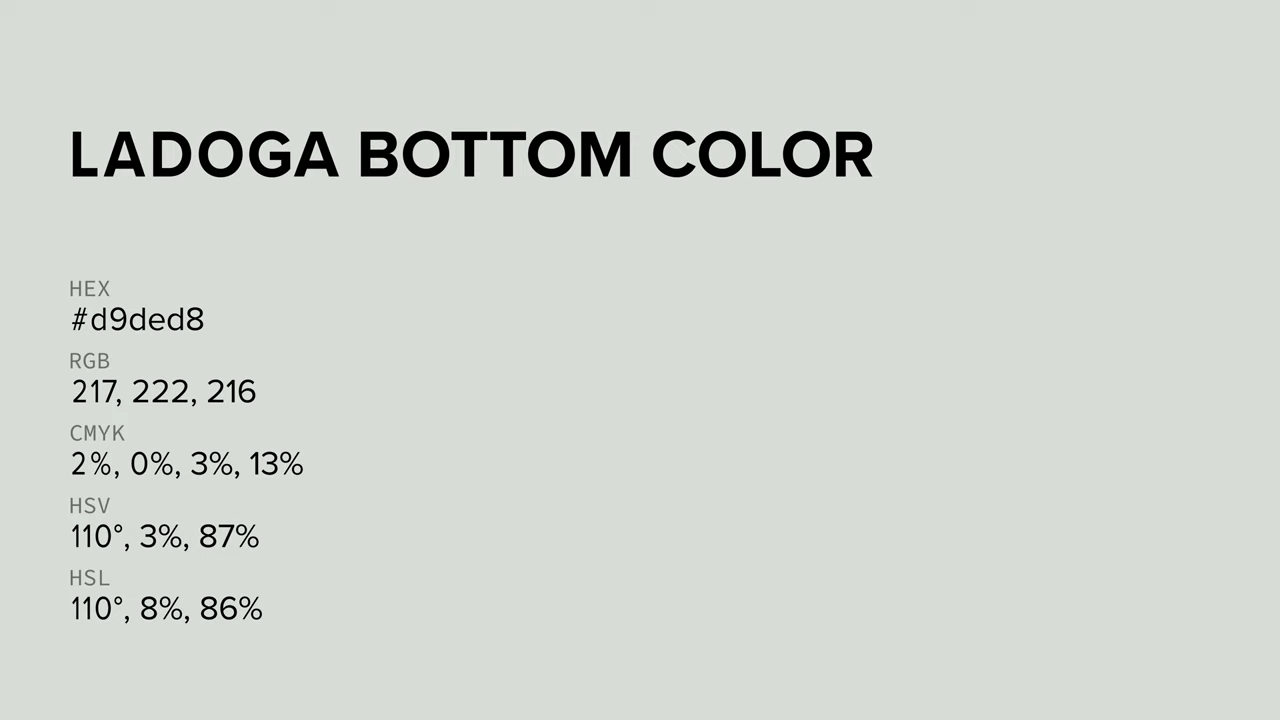 LADOGA BOTTOM COLOR
HEX
#d9ded8
RGB
217, 222, 216
CMYK
2%, 0%, 3%, 13%
HSV
110°, 3%, 87%
HSL
110°, 8%, 86%